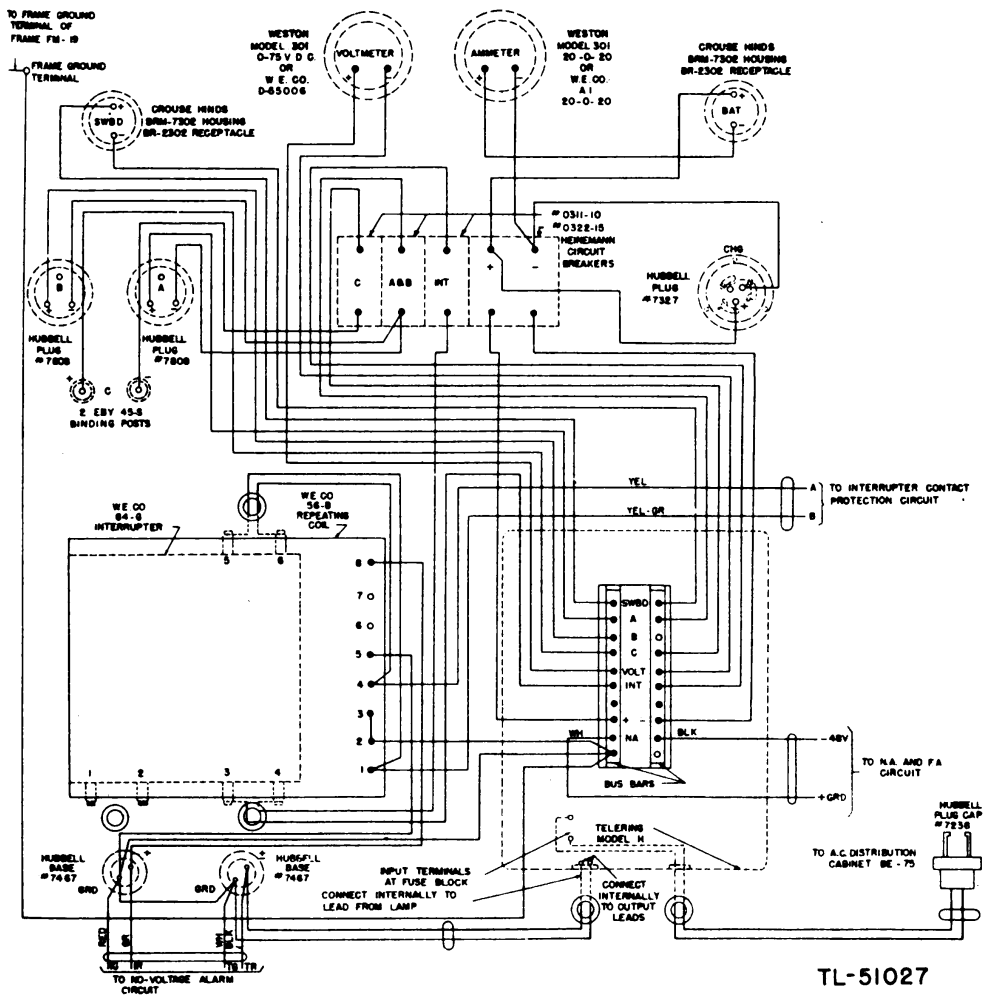 TO FRAME GROUND
TERMINAL OF
FRAME FM-19
FRAME GROUND
TERMINAL
SWBD
+
-
CROUSE HINDS
BRM-7302 HOUSING
BR-2302 RECEPTACLE
WESTON
MODEL 301
0-75 V D C.
OR
W. E. CO.
D-85006
VOLTMETER
+ -
AMMETER
+ -
WESTON
MODEL 301
20-0-20
OR
W.E. CO.
A 1
20-0-20
CROUSE HINDS
BRM-7302 HOUSING
BR-2302 RECEPTACLE
+
BAT
-
# 0311-10
# 0322-15
HEINEMANN
CIRCUIT
BREAKERS
C A&B INT + -
CHG
HUBBELL
PLUG
#7327
+
B
+ -
A
+ -
HUBBELL
PLUG
#7808
HUBBELL
PLUG
#7808
+ C -
2 EBY 45-S
BINDING POSTS
W.E. CO
84-G
INTERRUPTER
W.E. CO
56-B
REPEATING
COIL
5 6
8
7
6
5
4
3
2
1
1 2 3 4
YEL
YEL-GR
A
B
TO INTERRUPTER CONTACT
PROTECTION CIRCUIT
SWBD
A
B
C
VOLT
INT
+ -
NA
WH
BLK
BUS BARS
-48V
+GRD
TO N.A. AND F.A.
CIRCUIT
TELERING
MODEL H
INPUT TERMINALS
AT FUSE BLOCK
CONNECT INTERNALLY TO
LEAD FROM LAMP
CONNECT
INTERNALLY
TO OUTPUT
LEADS
TO A.C. DISTRIBUTION
CABINET BE-75
HUBBELL
PLUG CAP
#7238
HUBBELL
BASE
#7467
+
GRD
HUBBELL
BASE
#7467
+
GRD
RED
GR
WH
BLK
TR
TO NO-VOLTAGE ALARM
CIRCUIT
TL-51027